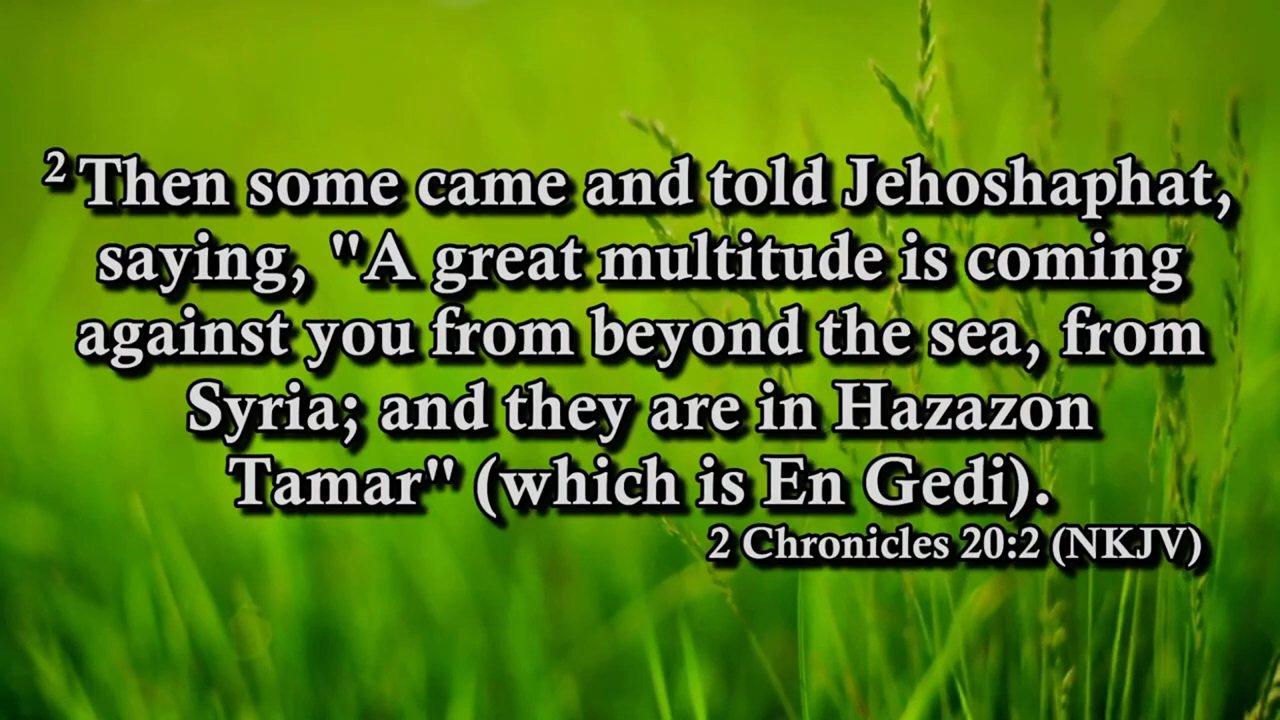 2 Then some came and told Jehoshaphat,
saying, "A great multitude is coming
against you from beyond the sea, from
Syria; and they are in Hazazon
Tamar" (which is En Gedi).
2 Chronicles 20:2 (NKJV)